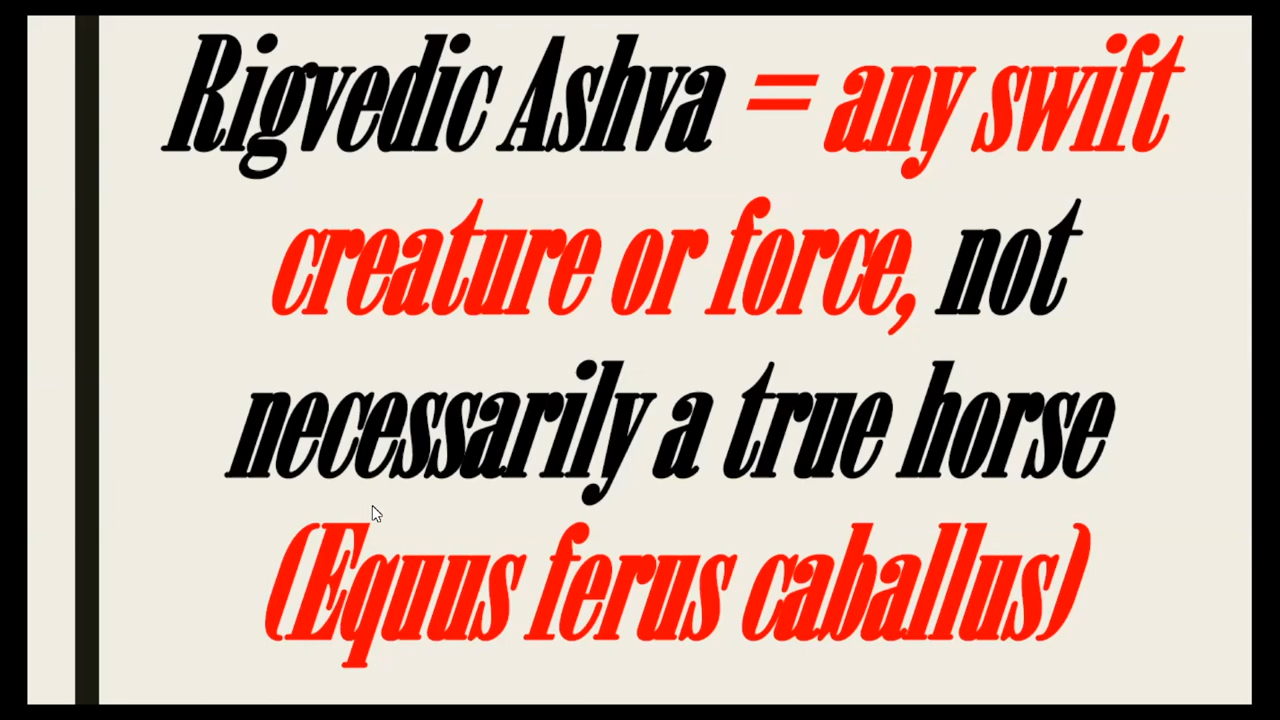 Rigvedic Ashva = any swift
creature or force, not
necessarily a true horse
(Equus ferus caballus)